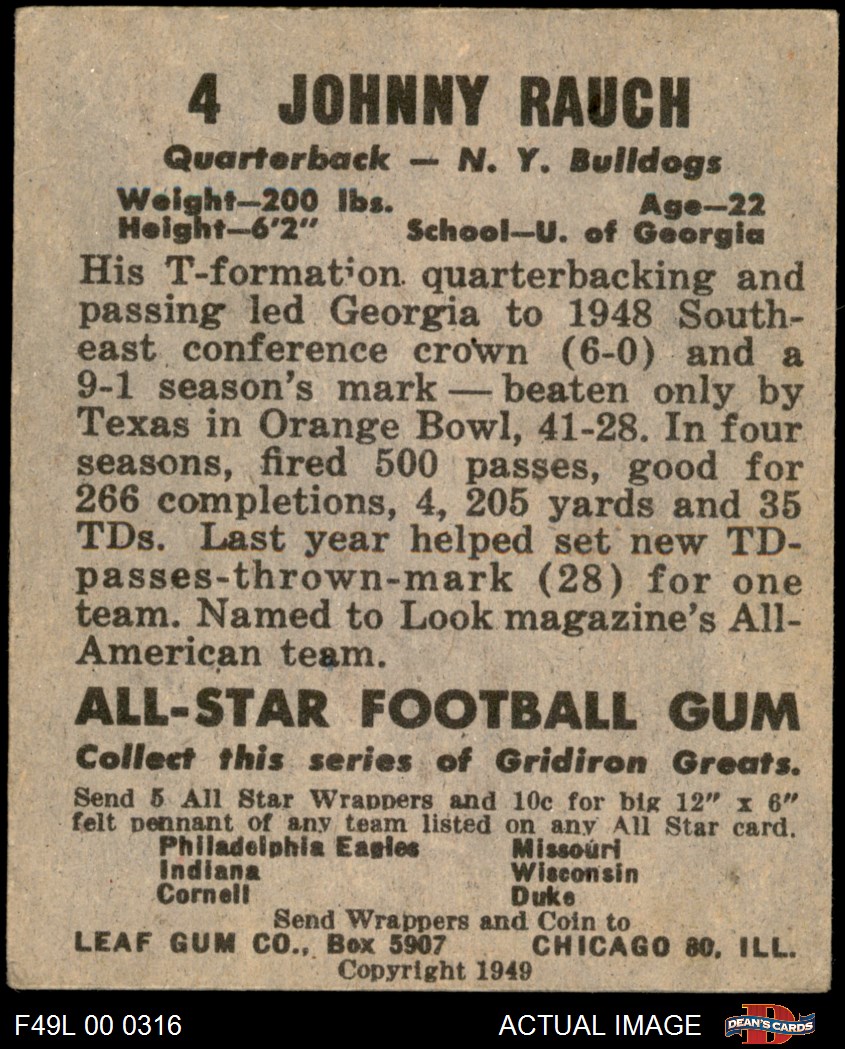 4 JOHNNY RAUCH
Quarterback — N. Y. Bulldogs
Weight—200 lbs. Age—22
Height—6'2" School—U. of Georgia
His T-formation quarterbacking and
passing led Georgia to 1948 South-
east conference crown (6-0) and a
9-1 season's mark — beaten only by
Texas in Orange Bowl, 41-28. In four
seasons, fired 500 passes, good for
266 completions, 4, 205 yards and 35
TDs. Last year helped set new TD-
passes-thrown-mark (28) for one
team. Named to Look magazine's All-
American team.
ALL-STAR FOOTBALL GUM
Collect this series of Gridiron Greats.
Send 5 All Star Wrappers and 10c for big 12" x 6"
felt pennant of any team listed on any All Star card.
Philadelphia Eagles Missouri
Indiana Wisconsin
Cornell Duke
Send Wrappers and Coin to
LEAF GUM CO., Box 5907 CHICAGO 80, ILL.
Copyright 1949
F49L 00 0316 ACTUAL IMAGE D DEAN'S CARDS